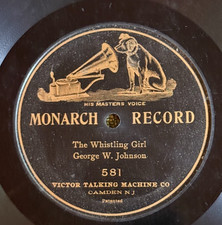 HIS MASTERS VOICE
MONARCH RECORD
The Whistling Girl
George W. Johnson
581
VICTOR TALKING MACHINE CO
CAMDEN N J
Patented